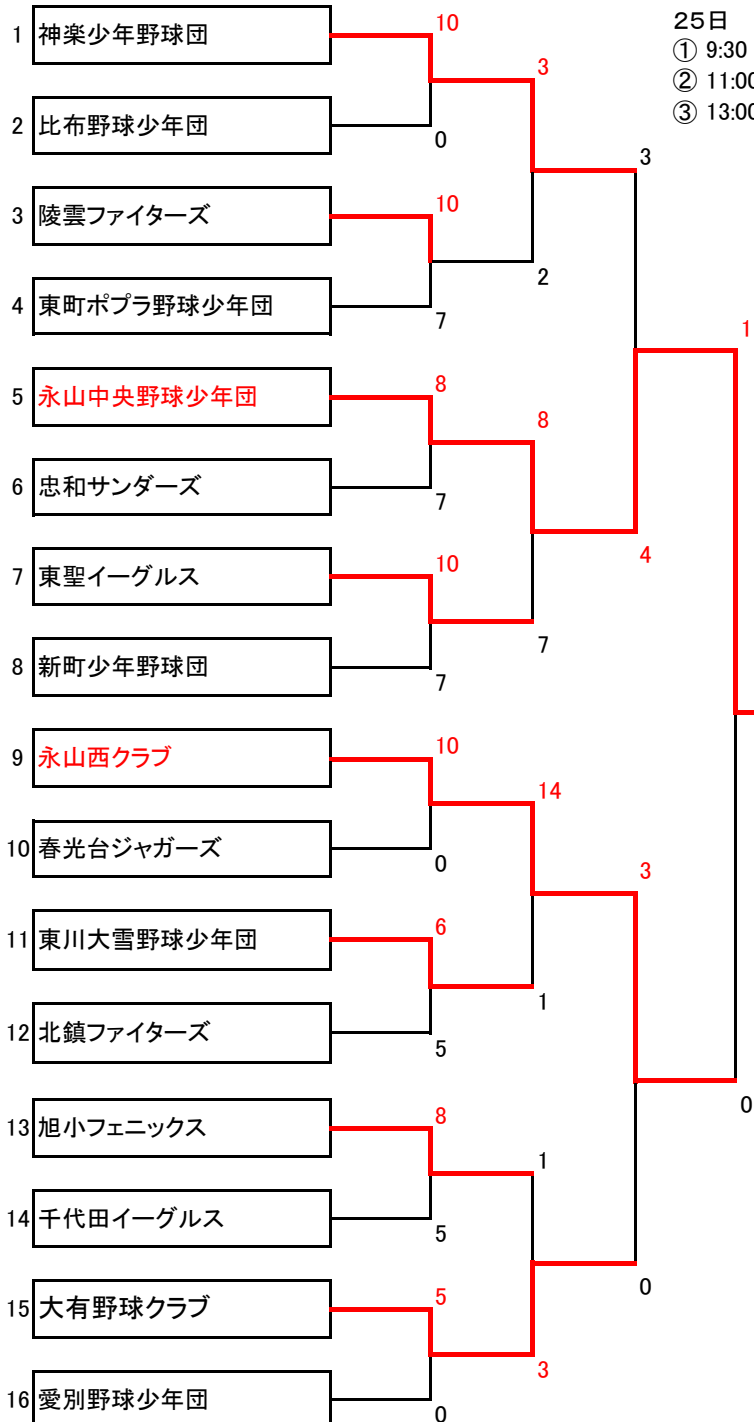 25日
① 9:30
② 11:00
③ 13:00
1 神楽少年野球団
10
3
2 比布野球少年団
0
3
3 陵雲ファイターズ
10
2
4 東町ポプラ野球少年団
7
1
5 永山中央野球少年団
8
8
6 忠和サンダーズ
7
4
7 東聖イーグルス
10
7
8 新町少年野球団
7
9 永山西クラブ
10
14
10 春光台ジャガーズ
0
3
11 東川大雪野球少年団
6
1
12 北鎮ファイターズ
5
0
13 旭小フェニックス
8
1
14 千代田イーグルス
5
0
15 大有野球クラブ
5
3
16 愛別野球少年団
0